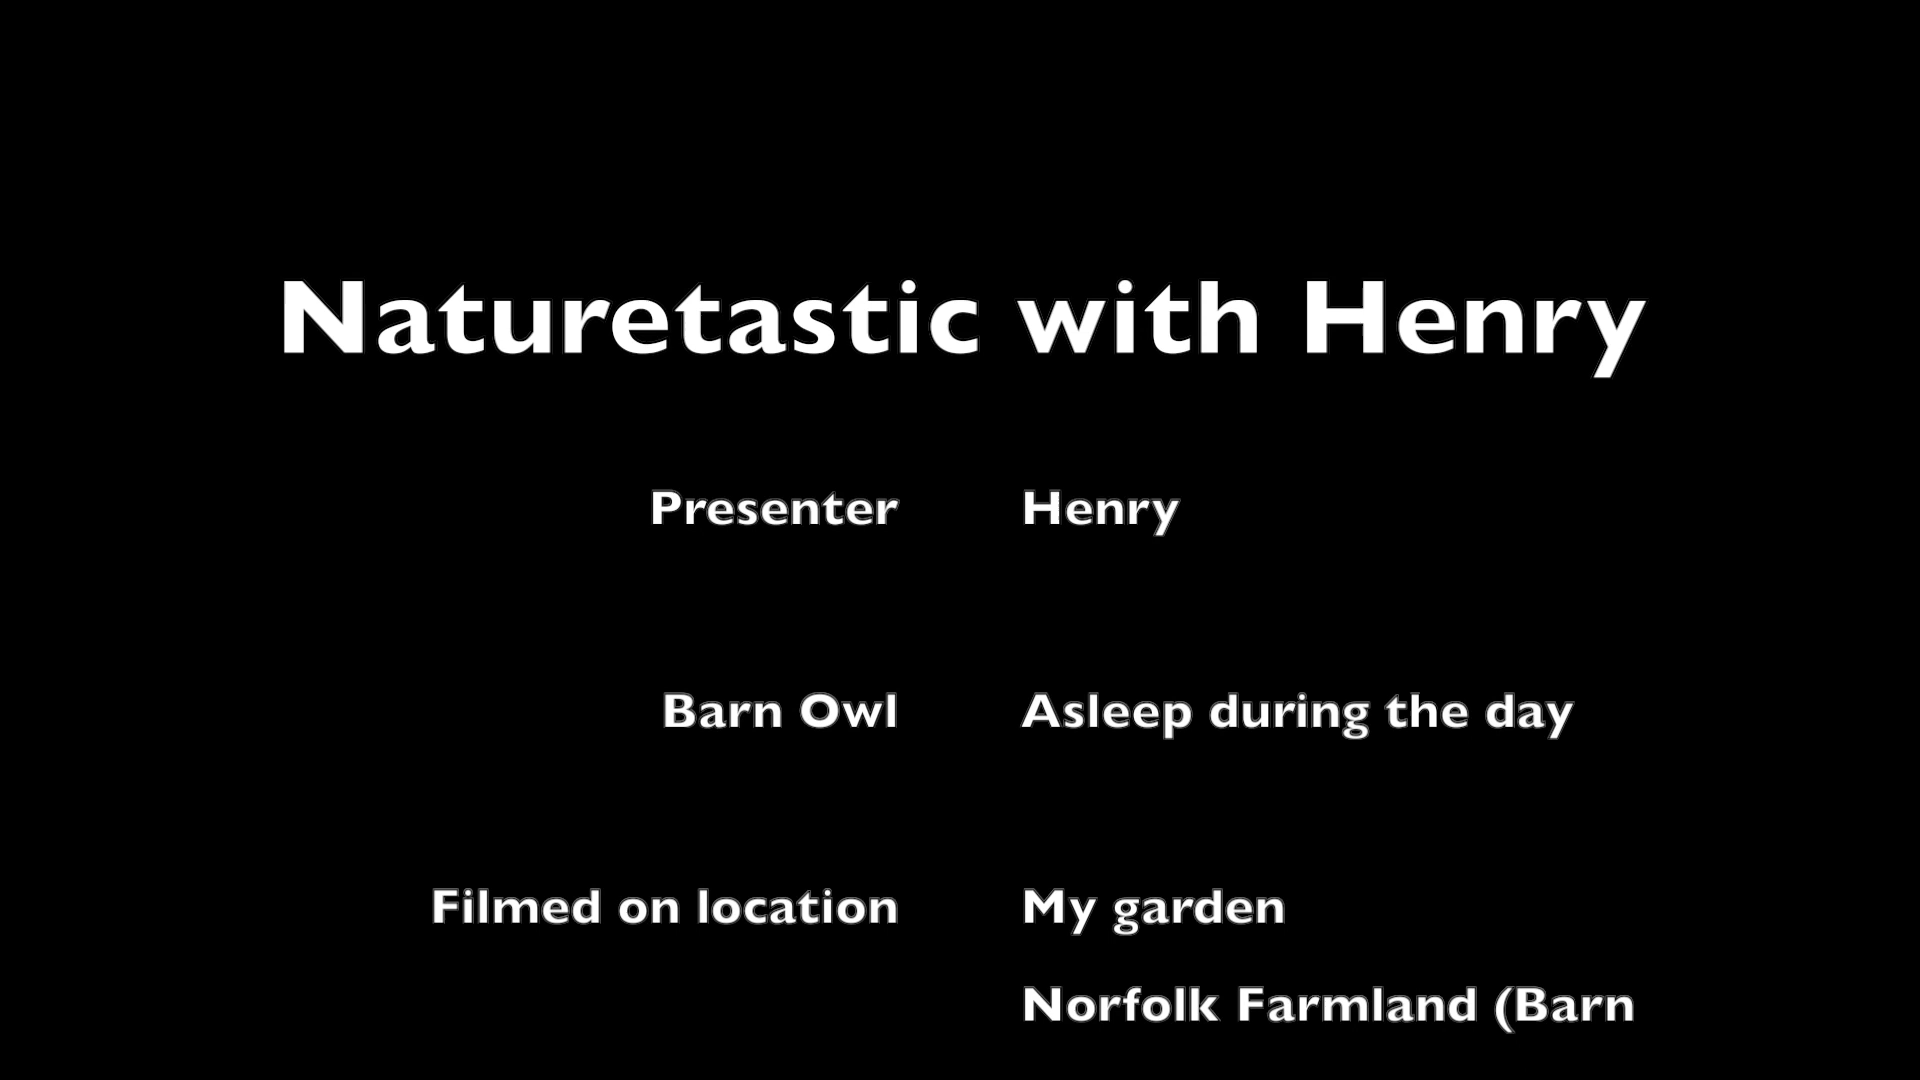 Naturetastic with Henry
Presenter Henry
Barn Owl Asleep during the day
Filmed on location My garden
Norfolk Farmland (Barn